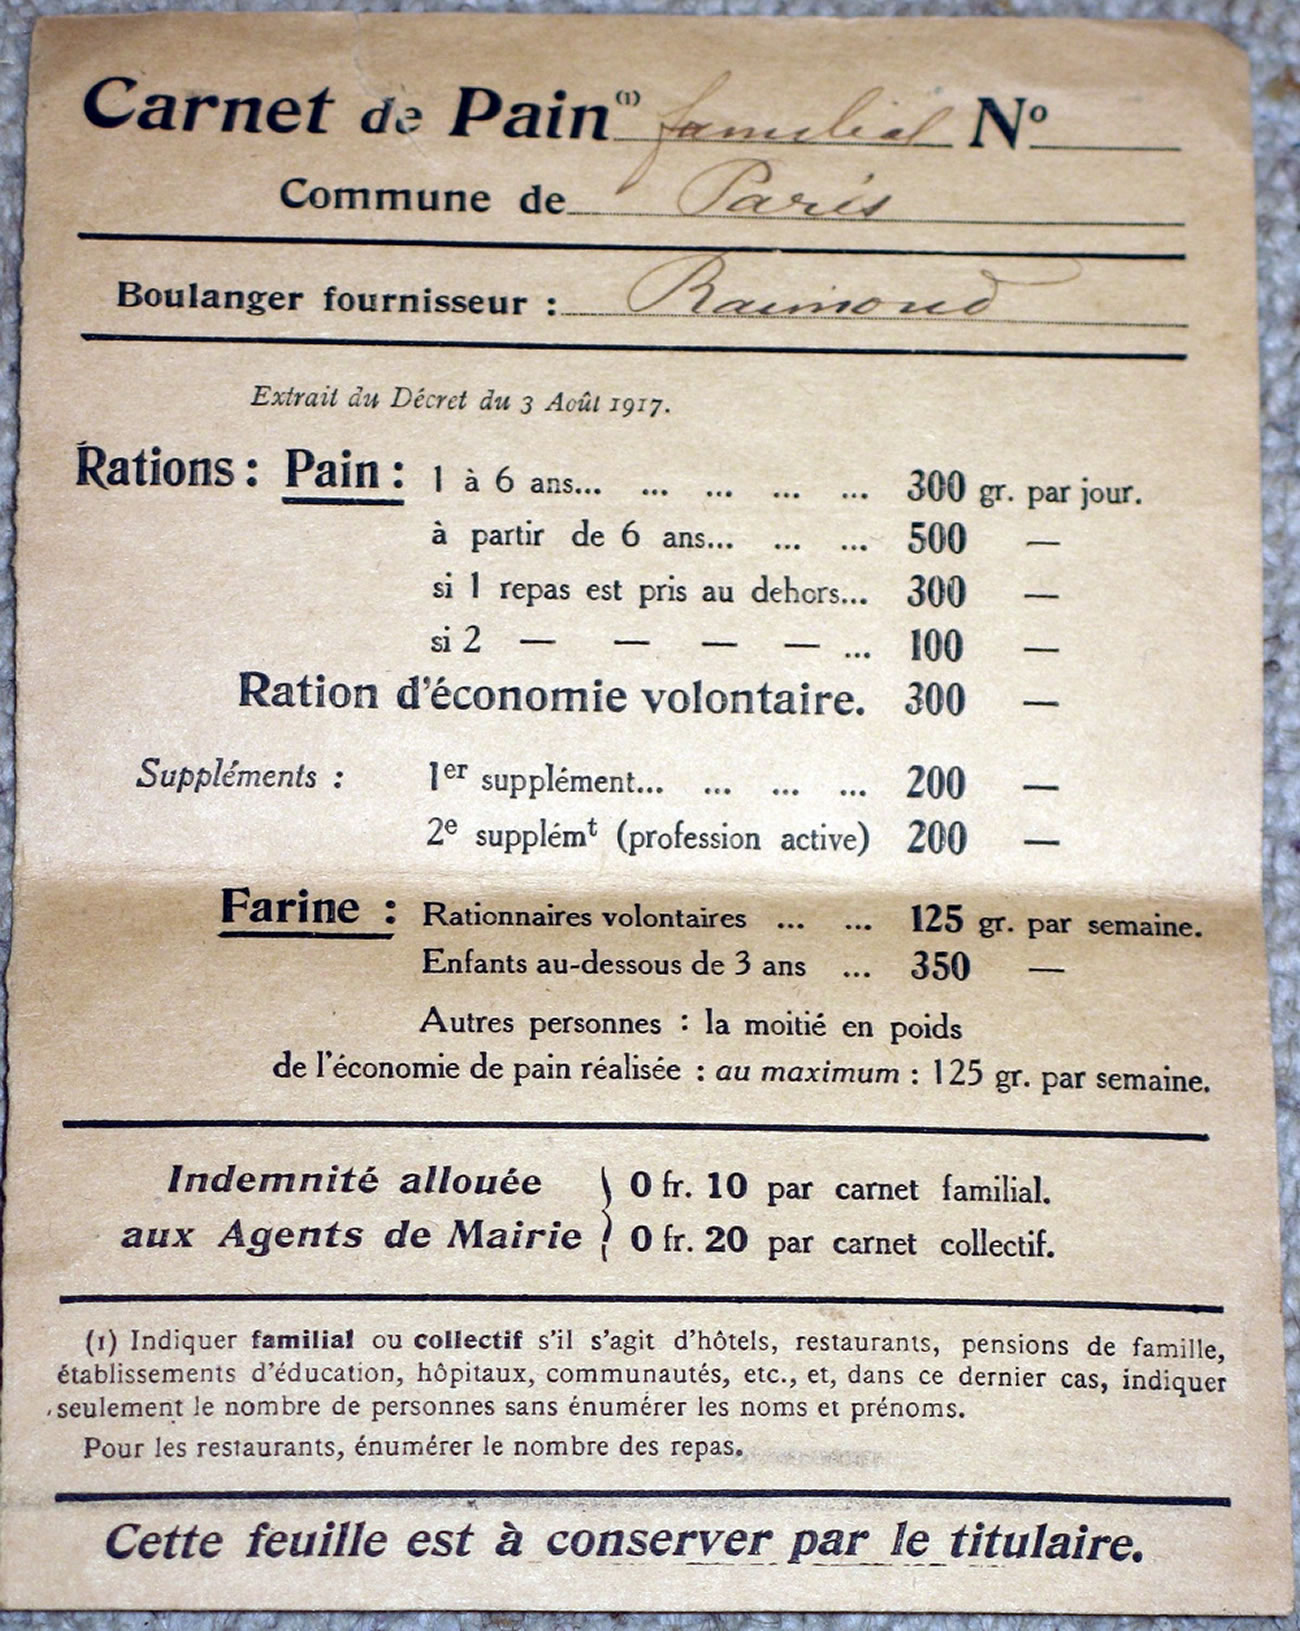 Carnet de Pain (1) familial Nº
Commune de Paris
Boulanger fournisseur : Raimond
Extrait du Décret du 3 Août 1917.
Rations : Pain : 1 à 6 ans... ... ... ... ... 300 gr. par jour.
à partir de 6 ans... ... ... 500 —
si 1 repas est pris au dehors... 300 —
si 2 — — — — ... 100 —
Ration d'économie volontaire. 300 —
Suppléments : 1er supplément... ... ... ... 200 —
2e supplémt (profession active) 200 —
Farine : Rationnaires volontaires ... ... 125 gr. par semaine.
Enfants au-dessous de 3 ans ... 350 —
Autres personnes : la moitié en poids
de l'économie de pain réalisée : au maximum : 125 gr. par semaine.
Indemnité allouée } 0 fr. 10 par carnet familial.
aux Agents de Mairie } 0 fr. 20 par carnet collectif.
(1) Indiquer familial ou collectif s'il s'agit d'hôtels, restaurants, pensions de famille,
établissements d'éducation, hôpitaux, communautés, etc., et, dans ce dernier cas, indiquer
seulement le nombre de personnes sans énumérer les noms et prénoms.
Pour les restaurants, énumérer le nombre des repas.
Cette feuille est à conserver par le titulaire.